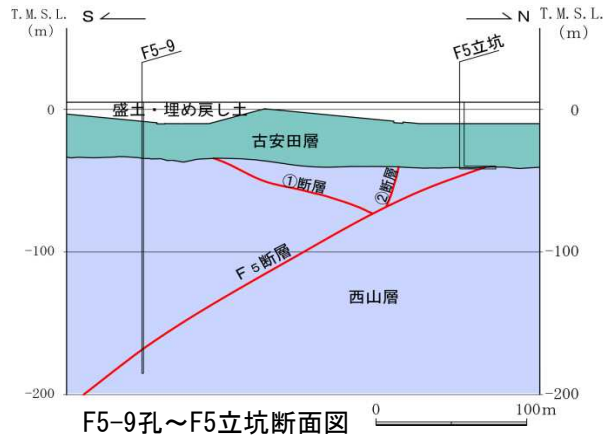 T.M.S.L.
(m)
S
N
T.M.S.L.
(m)
F5-9
F5立坑
0
盛土・埋め戻し土
0
古安田層
①断層
②断層
-100
F5断層
-100
西山層
-200
-200
F5-9孔～F5立坑断面図
0
100m